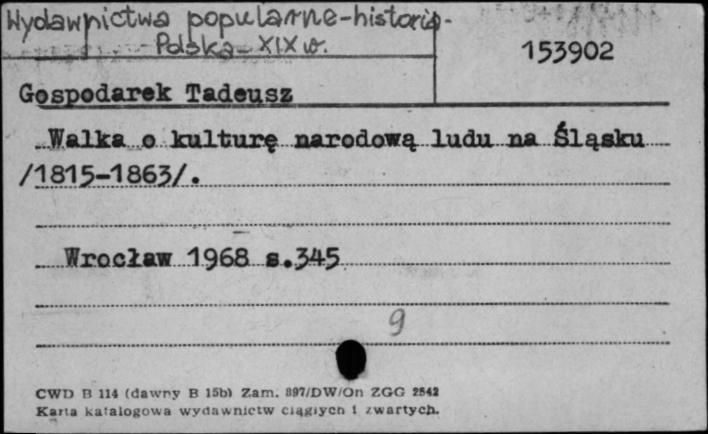 Wydawnictwa popularne-historia-
Polska-XIX w.
153902
Gospodarek Tadeusz
Walka o kulturę narodową ludu na Śląsku
/1815-1863/.
Wrocław 1968 s.345
9
CWD B 114 (dawny B 15b) Zam. 897/DW/On ZGG 2542
Karta katalogowa wydawnictw ciągłych i zwartych.